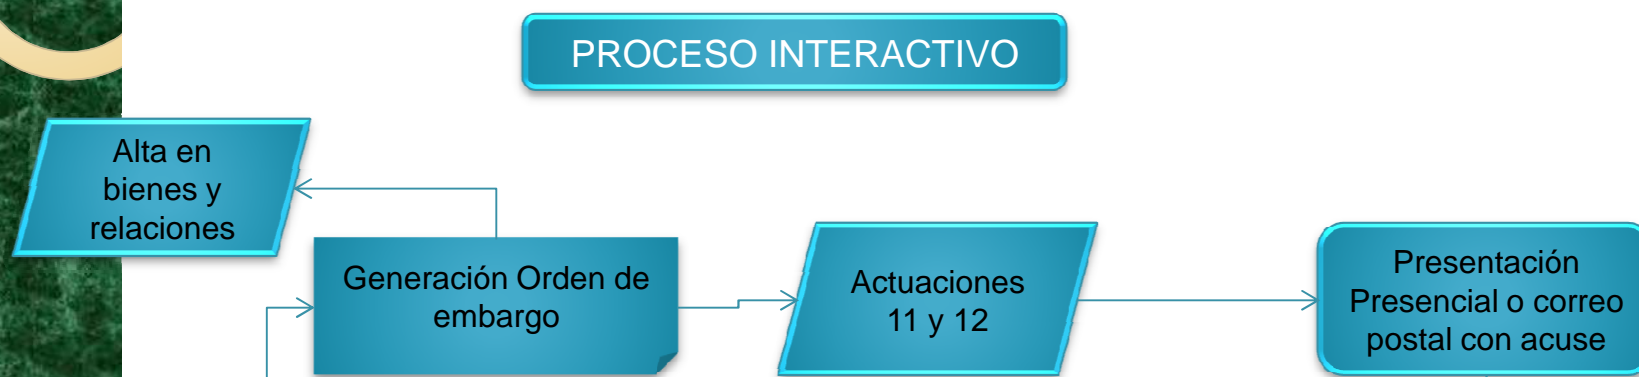 PROCESO INTERACTIVO
Alta en
bienes y
relaciones
Generación Orden de
embargo
Actuaciones
11 y 12
Presentación
Presencial o correo
postal con acuse